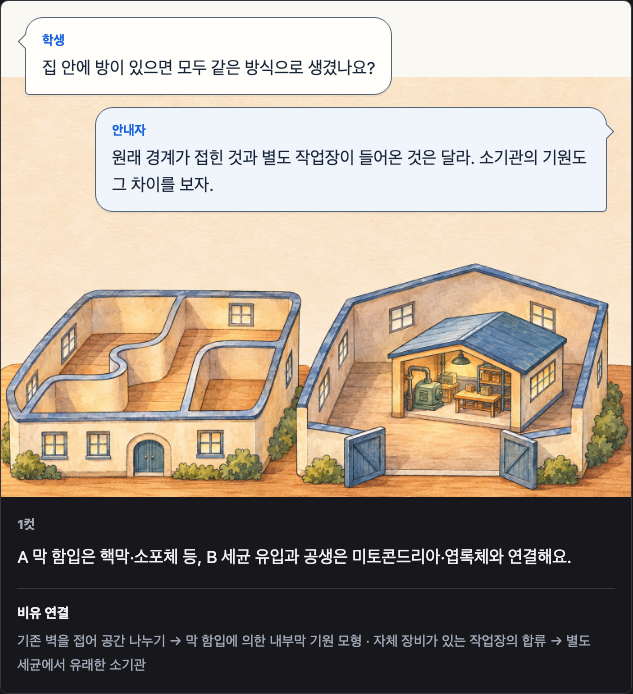 학생
집 안에 방이 있으면 모두 같은 방식으로 생겼나요?
안내자
원래 경계가 접힌 것과 별도 작업장이 들어온 것은 달라. 소기관의 기원도
그 차이를 보자.
1컷
A 막 함입은 핵막·소포체 등, B 세균 유입과 공생은 미토콘드리아·엽록체와 연결해요.
비유 연결
기존 벽을 접어 공간 나누기 → 막 함입에 의한 내부막 기원 모형 · 자체 장비가 있는 작업장의 합류 → 별도
세균에서 유래한 소기관